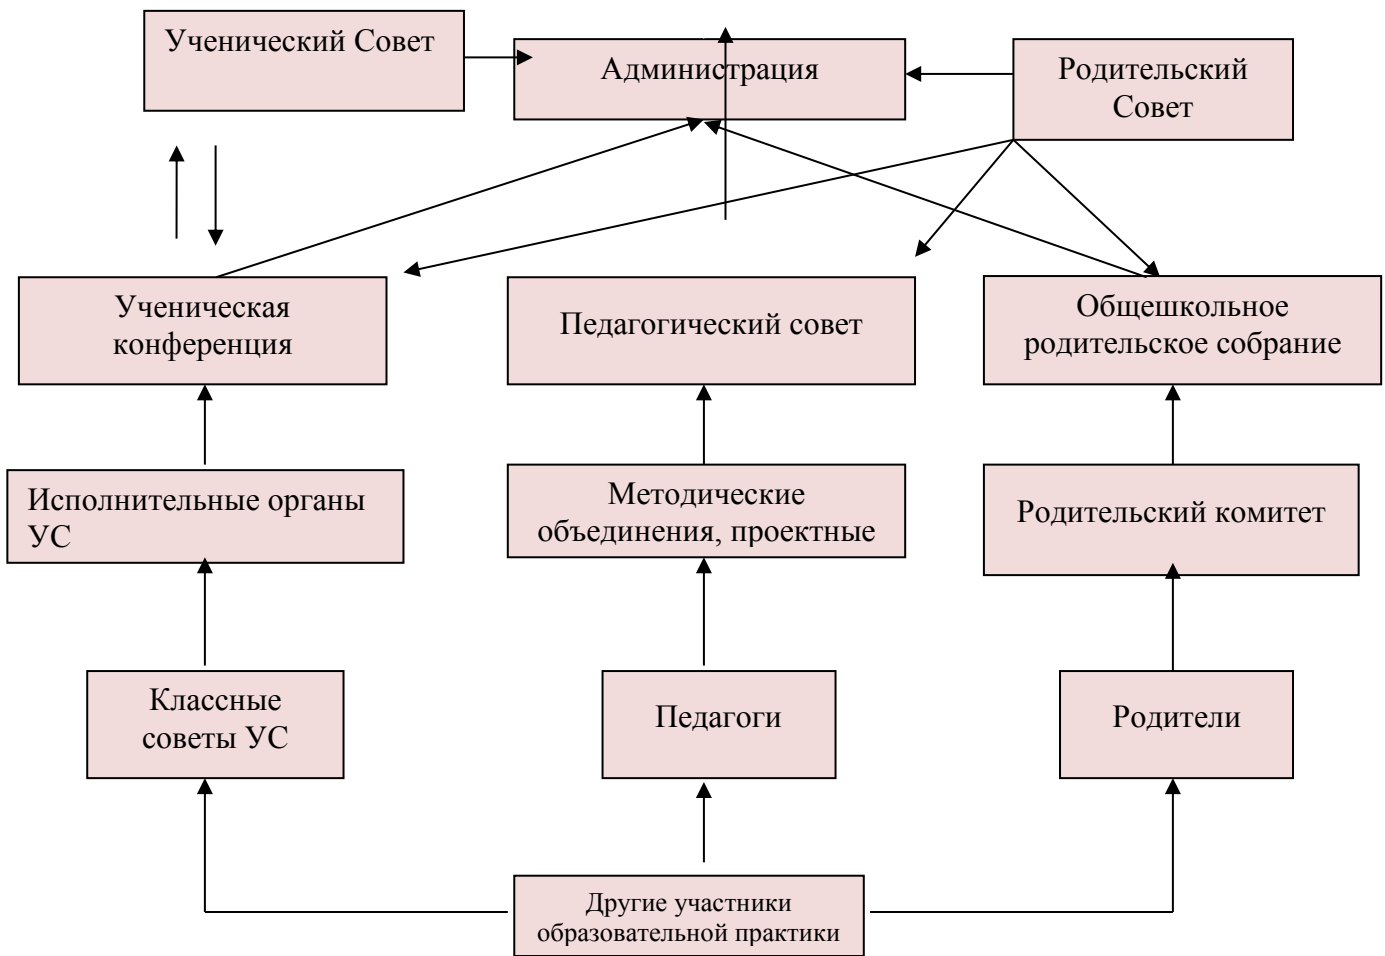 Ученический Совет
Администрация
Родительский
Совет
Ученическая
конференция
Педагогический совет
Общешкольное
родительское собрание
Исполнительные органы
УС
Методические
объединения, проектные
Родительский комитет
Классные
советы УС
Педагоги
Родители
Другие участники
образовательной практики